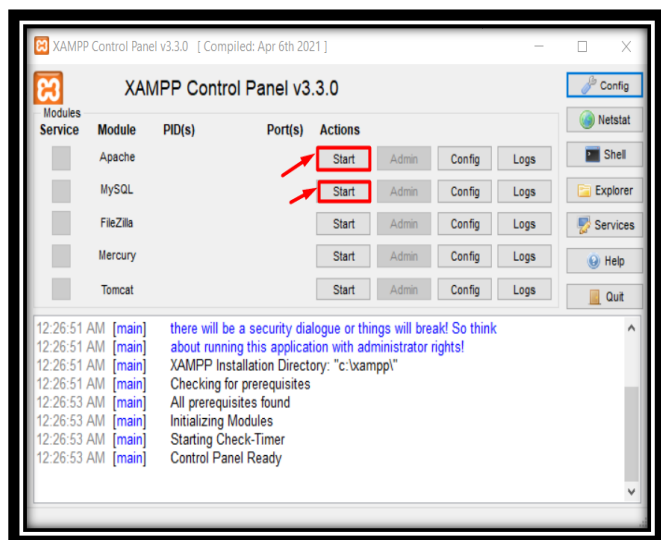 XAMPP Control Panel v3.3.0 [ Compiled: Apr 6th 2021 ]
XAMPP Control Panel v3.3.0
Config
Modules
Service Module PID(s) Port(s) Actions
Netstat
Apache Start Admin Config Logs
Shell
MySQL Start Admin Config Logs
Explorer
FileZilla Start Admin Config Logs
Services
Mercury Start Admin Config Logs
Help
Tomcat Start Admin Config Logs
Quit
12:26:51 AM [main] there will be a security dialogue or things will break! So think
12:26:51 AM [main] about running this application with administrator rights!
12:26:51 AM [main] XAMPP Installation Directory: "c:\xampp\"
12:26:51 AM [main] Checking for prerequisites
12:26:53 AM [main] All prerequisites found
12:26:53 AM [main] Initializing Modules
12:26:53 AM [main] Starting Check-Timer
12:26:53 AM [main] Control Panel Ready